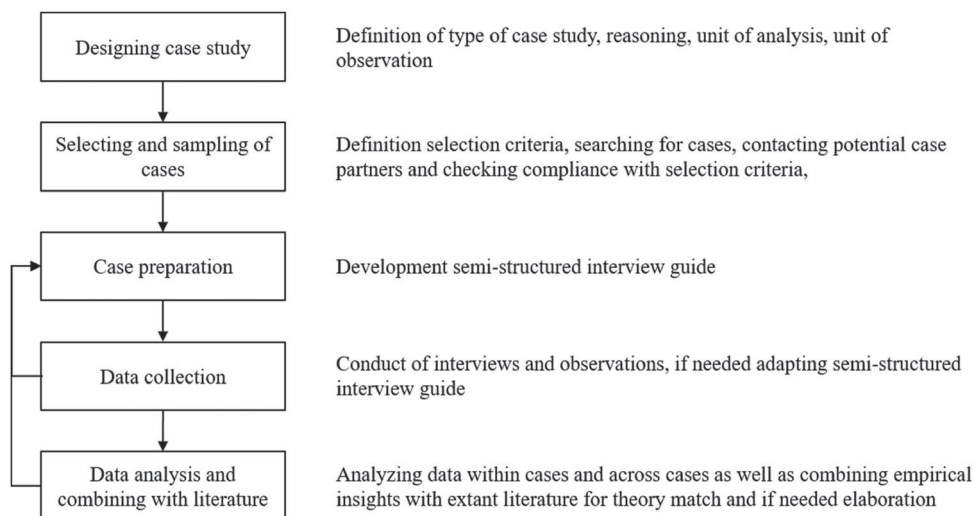 Designing case study
Definition of type of case study, reasoning, unit of analysis, unit of
observation
Selecting and sampling of
cases
Definition selection criteria, searching for cases, contacting potential case
partners and checking compliance with selection criteria,
Case preparation
Development semi-structured interview guide
Data collection
Conduct of interviews and observations, if needed adapting semi-structured
interview guide
Data analysis and
combining with literature
Analyzing data within cases and across cases as well as combining empirical
insights with extant literature for theory match and if needed elaboration